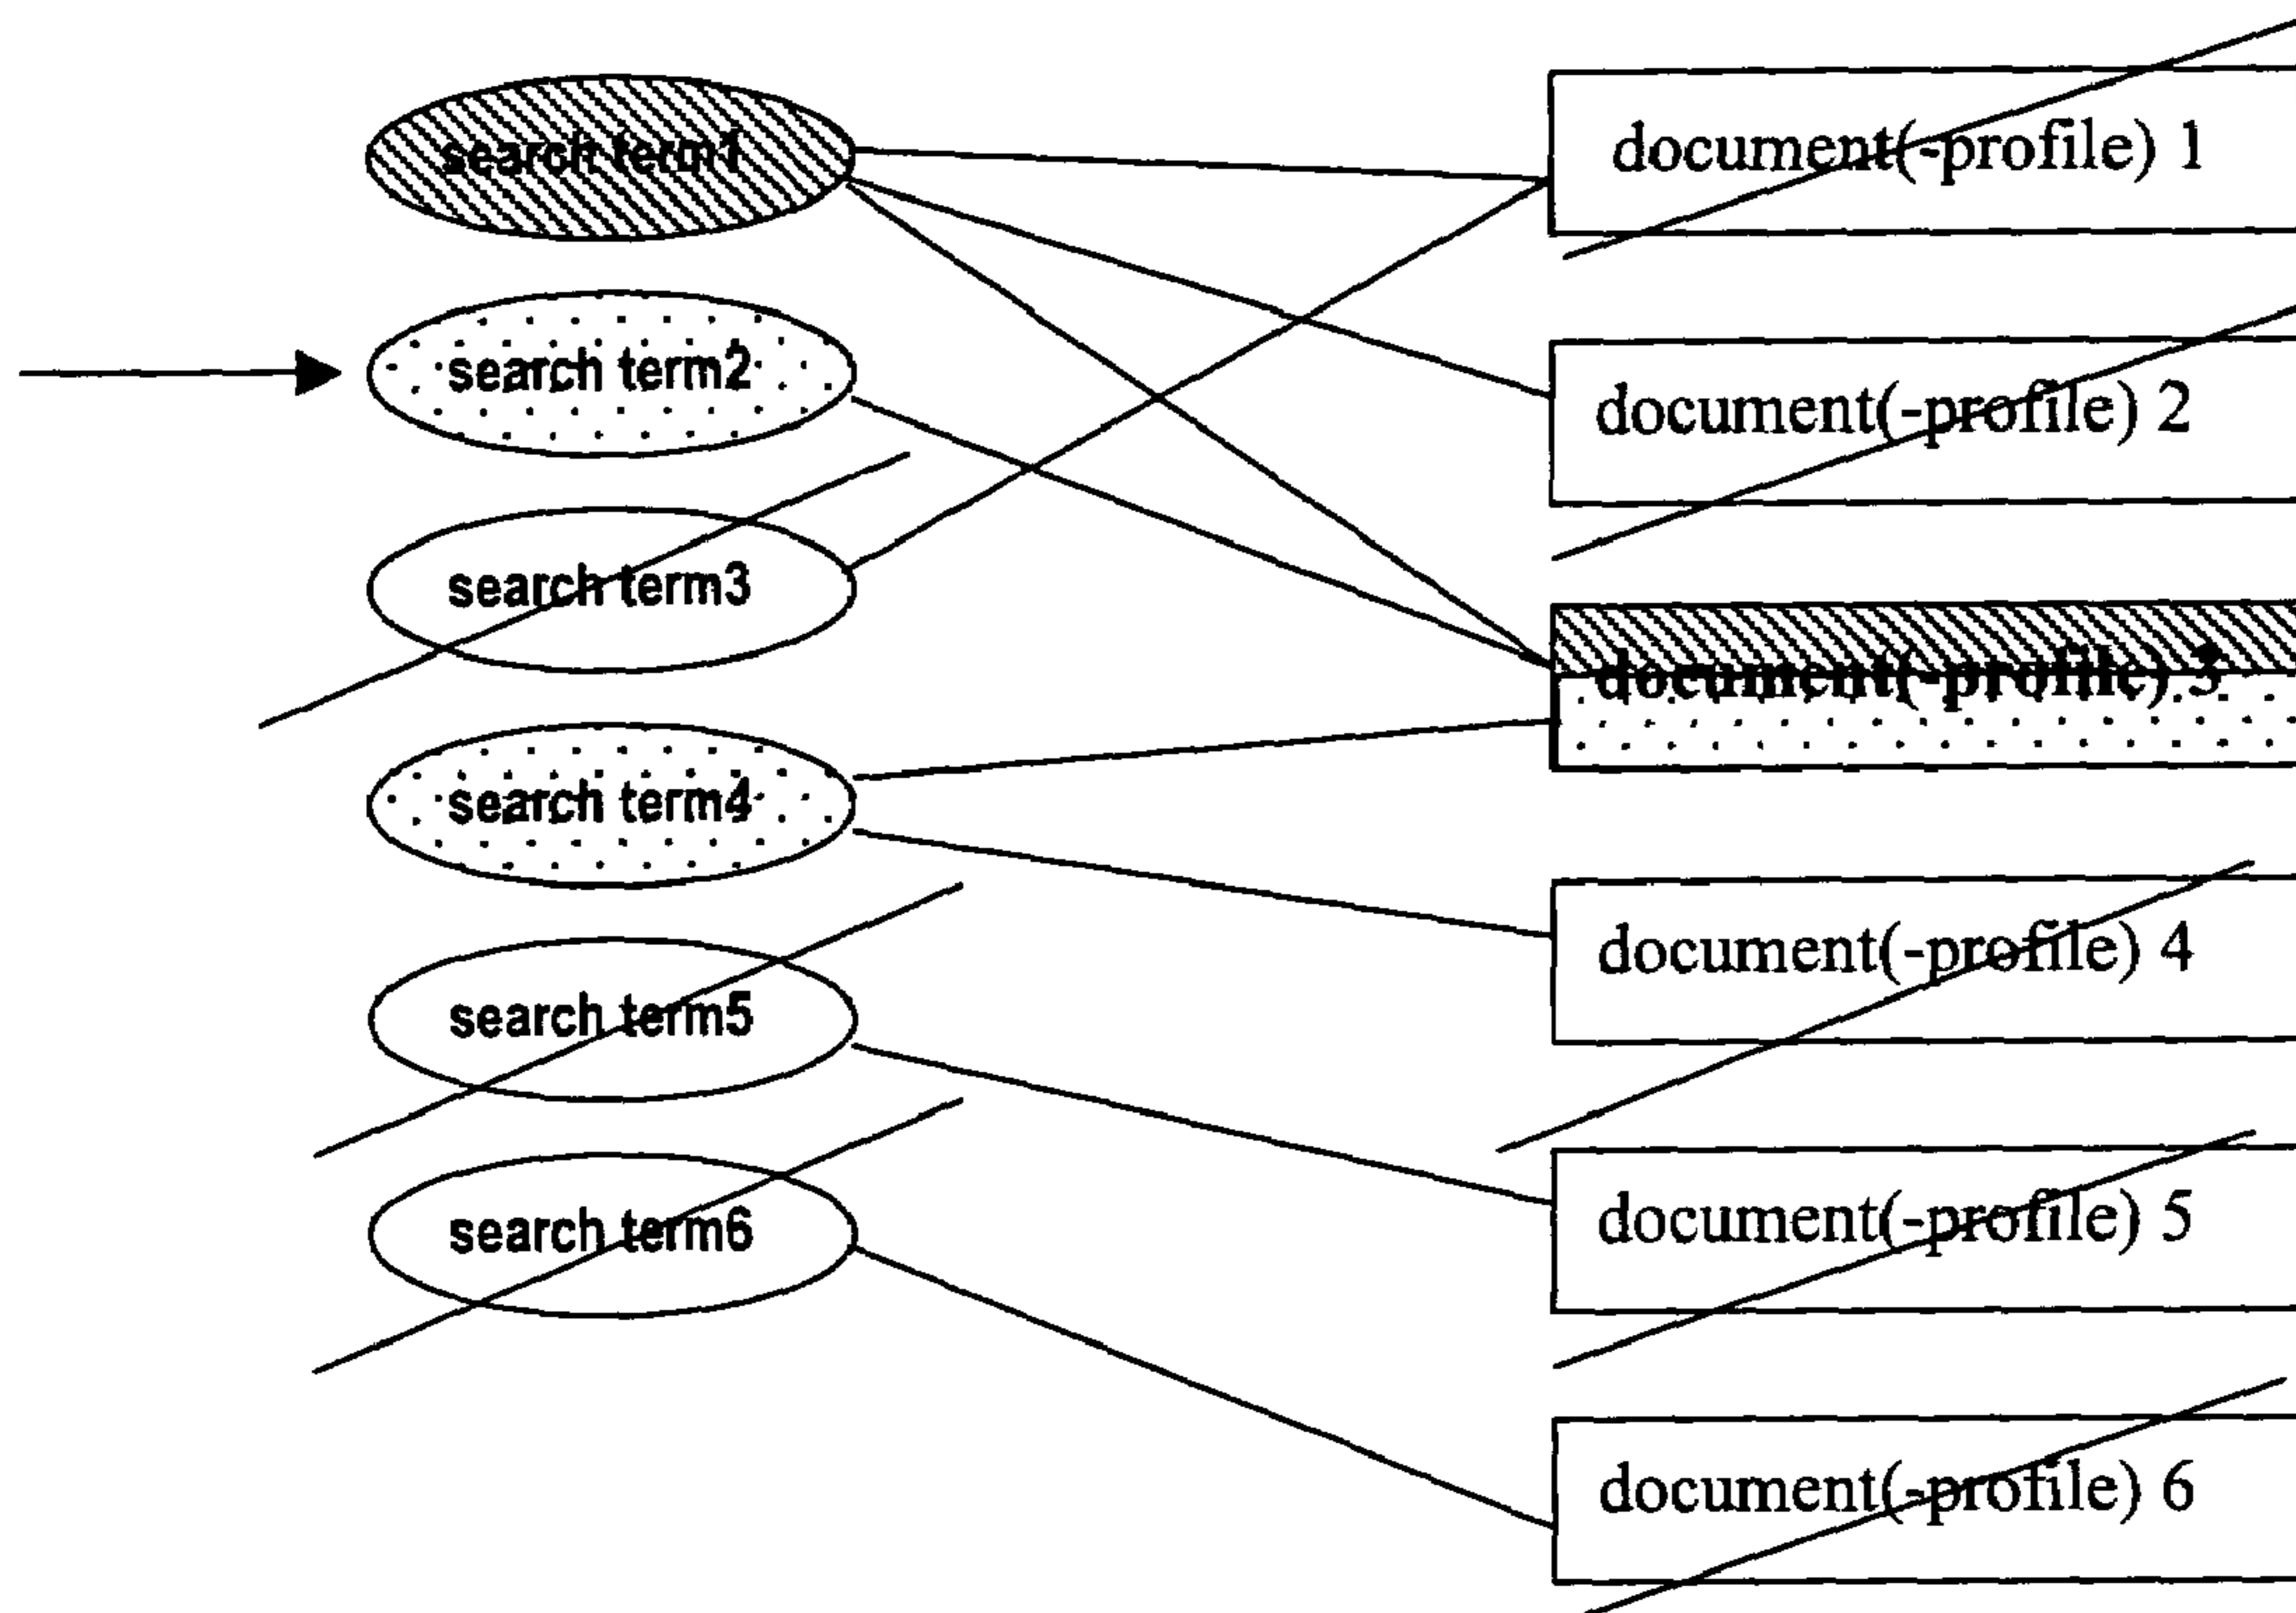 search term1
search term2
search term3
search term4
search term5
search term6
document(-profile) 1
document(-profile) 2
document(-profile) 3
document(-profile) 4
document(-profile) 5
document(-profile) 6